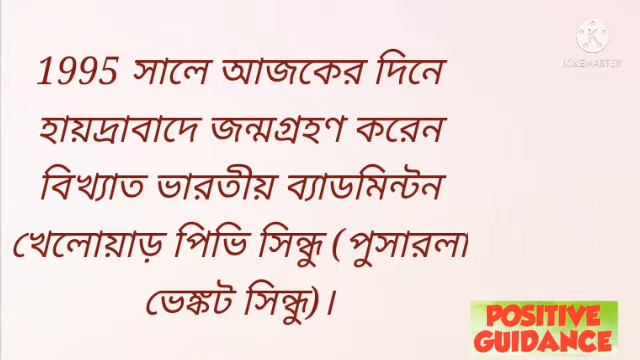 1995 সালে আজকের দিনে
হায়দ্রাবাদে জন্মগ্রহণ করেন
বিখ্যাত ভারতীয় ব্যাডমিন্টন
খেলোয়াড় পিভি সিন্ধু (পুসারলা
ভেঙ্কট সিন্ধু)।
K
KINEMASTER
POSITIVE
GUIDANCE